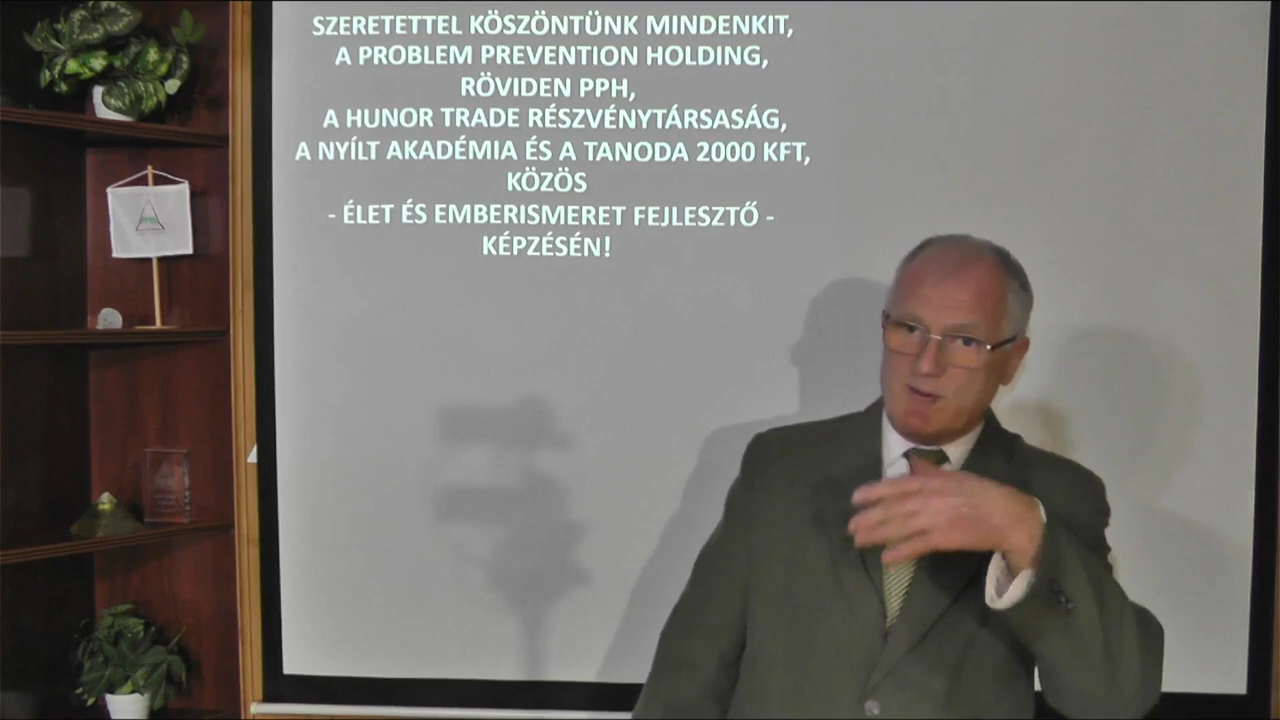 SZERETETTEL KÖSZÖNTÜNK MINDENKIT,
A PROBLEM PREVENTION HOLDING,
RÖVIDEN PPH,
A HUNOR TRADE RÉSZVÉNYTÁRSASÁG,
A NYÍLT AKADÉMIA ÉS A TANODA 2000 KFT,
KÖZÖS
- ÉLET ÉS EMBERISMERET FEJLESZTŐ -
KÉPZÉSÉN!